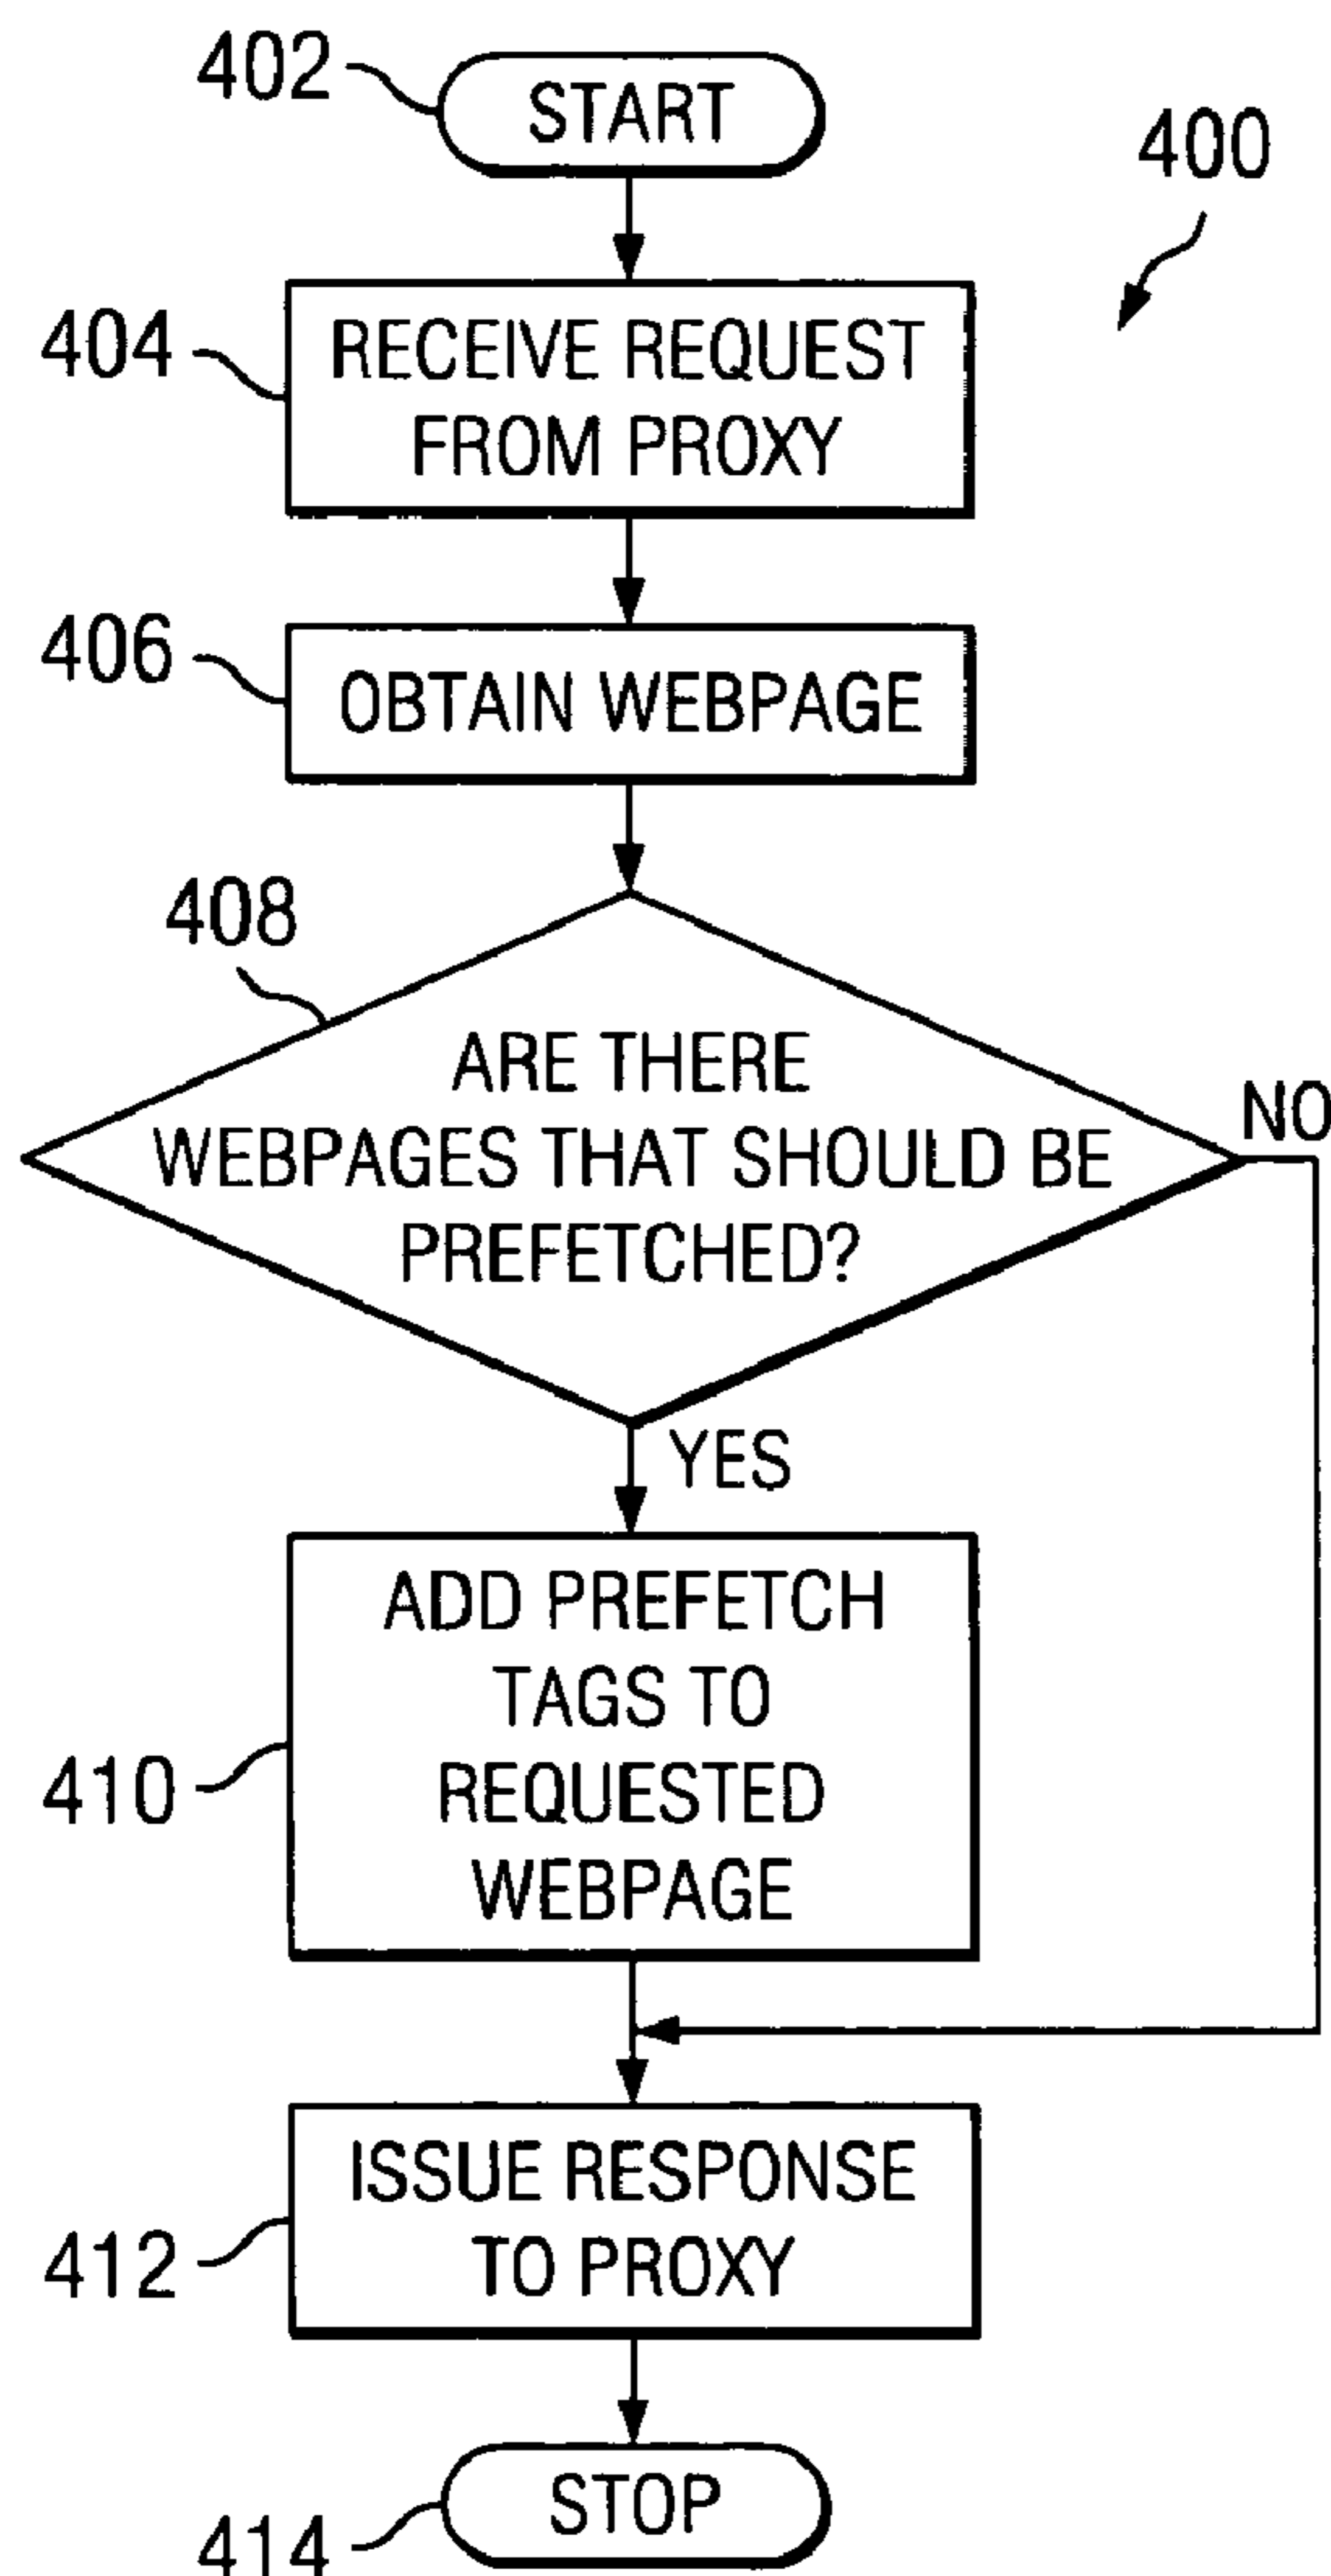 402
START
400
404
RECEIVE REQUEST
FROM PROXY
406
OBTAIN WEBPAGE
408
ARE THERE
WEBPAGES THAT SHOULD BE
PREFETCHED?
NO
YES
ADD PREFETCH
TAGS TO
REQUESTED
WEBPAGE
410
ISSUE RESPONSE
TO PROXY
412
STOP
414